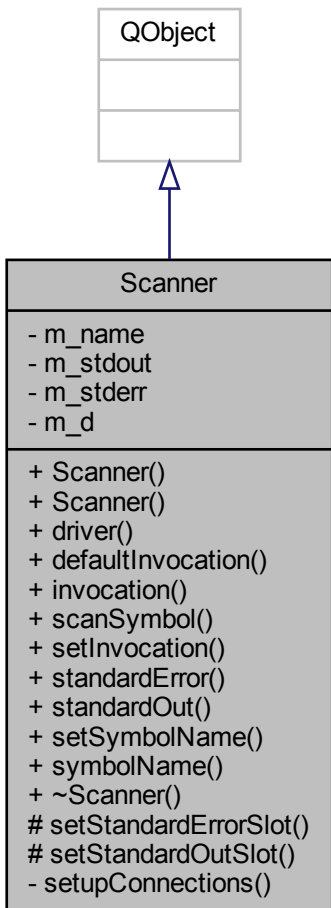 QObject
Scanner
- m_name
- m_stdout
- m_stderr
- m_d
+ Scanner()
+ Scanner()
+ driver()
+ defaultInvocation()
+ invocation()
+ scanSymbol()
+ setInvocation()
+ standardError()
+ standardOut()
+ setSymbolName()
+ symbolName()
+ ~Scanner()
# setStandardErrorSlot()
# setStandardOutSlot()
- setupConnections()